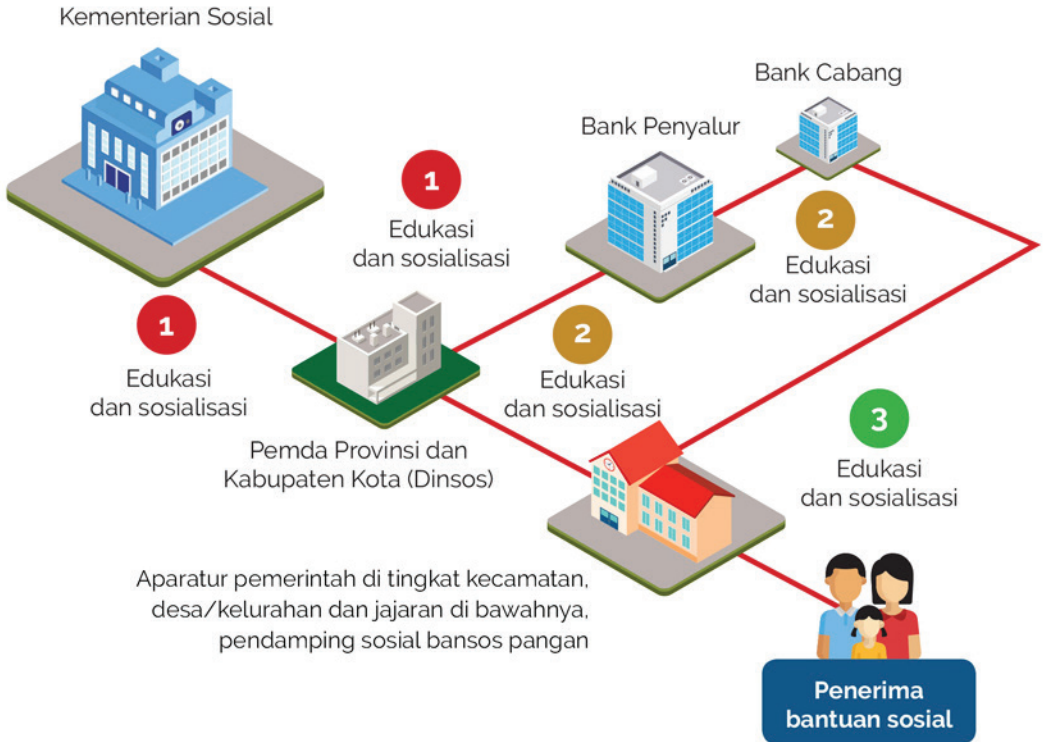 Kementerian Sosial
Bank Cabang
Bank Penyalur
1
Edukasi
dan sosialisasi
2
Edukasi
dan sosialisasi
1
Edukasi
dan sosialisasi
2
Edukasi
dan sosialisasi
Pemda Provinsi dan
Kabupaten Kota (Dinsos)
3
Edukasi
dan sosialisasi
Aparatur pemerintah di tingkat kecamatan,
desa/kelurahan dan jajaran di bawahnya,
pendamping sosial bansos pangan
Penerima
bantuan sosial